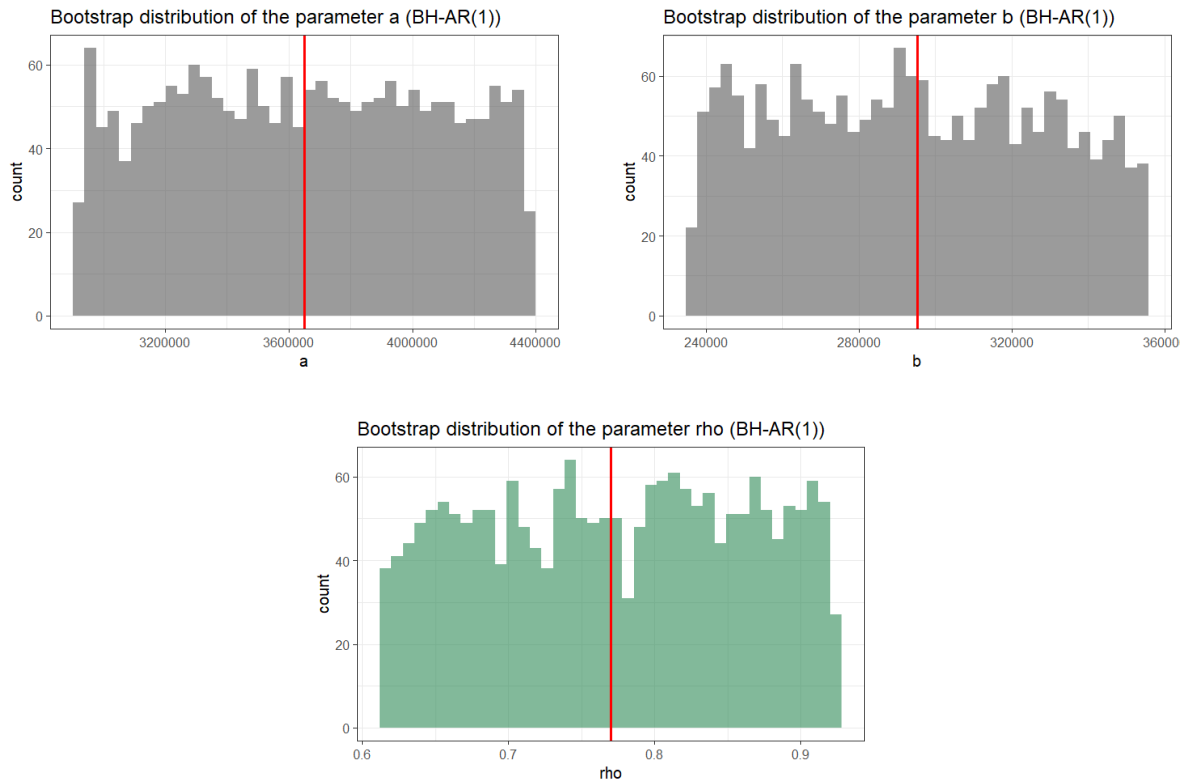 Bootstrap distribution of the parameter a (BH-AR(1))
60
40
20
0
count
3200000 3600000 4000000 4400000
a
Bootstrap distribution of the parameter b (BH-AR(1))
60
40
20
0
count
240000 280000 320000 36000
b
Bootstrap distribution of the parameter rho (BH-AR(1))
60
40
20
0
count
0.6 0.7 0.8 0.9
rho